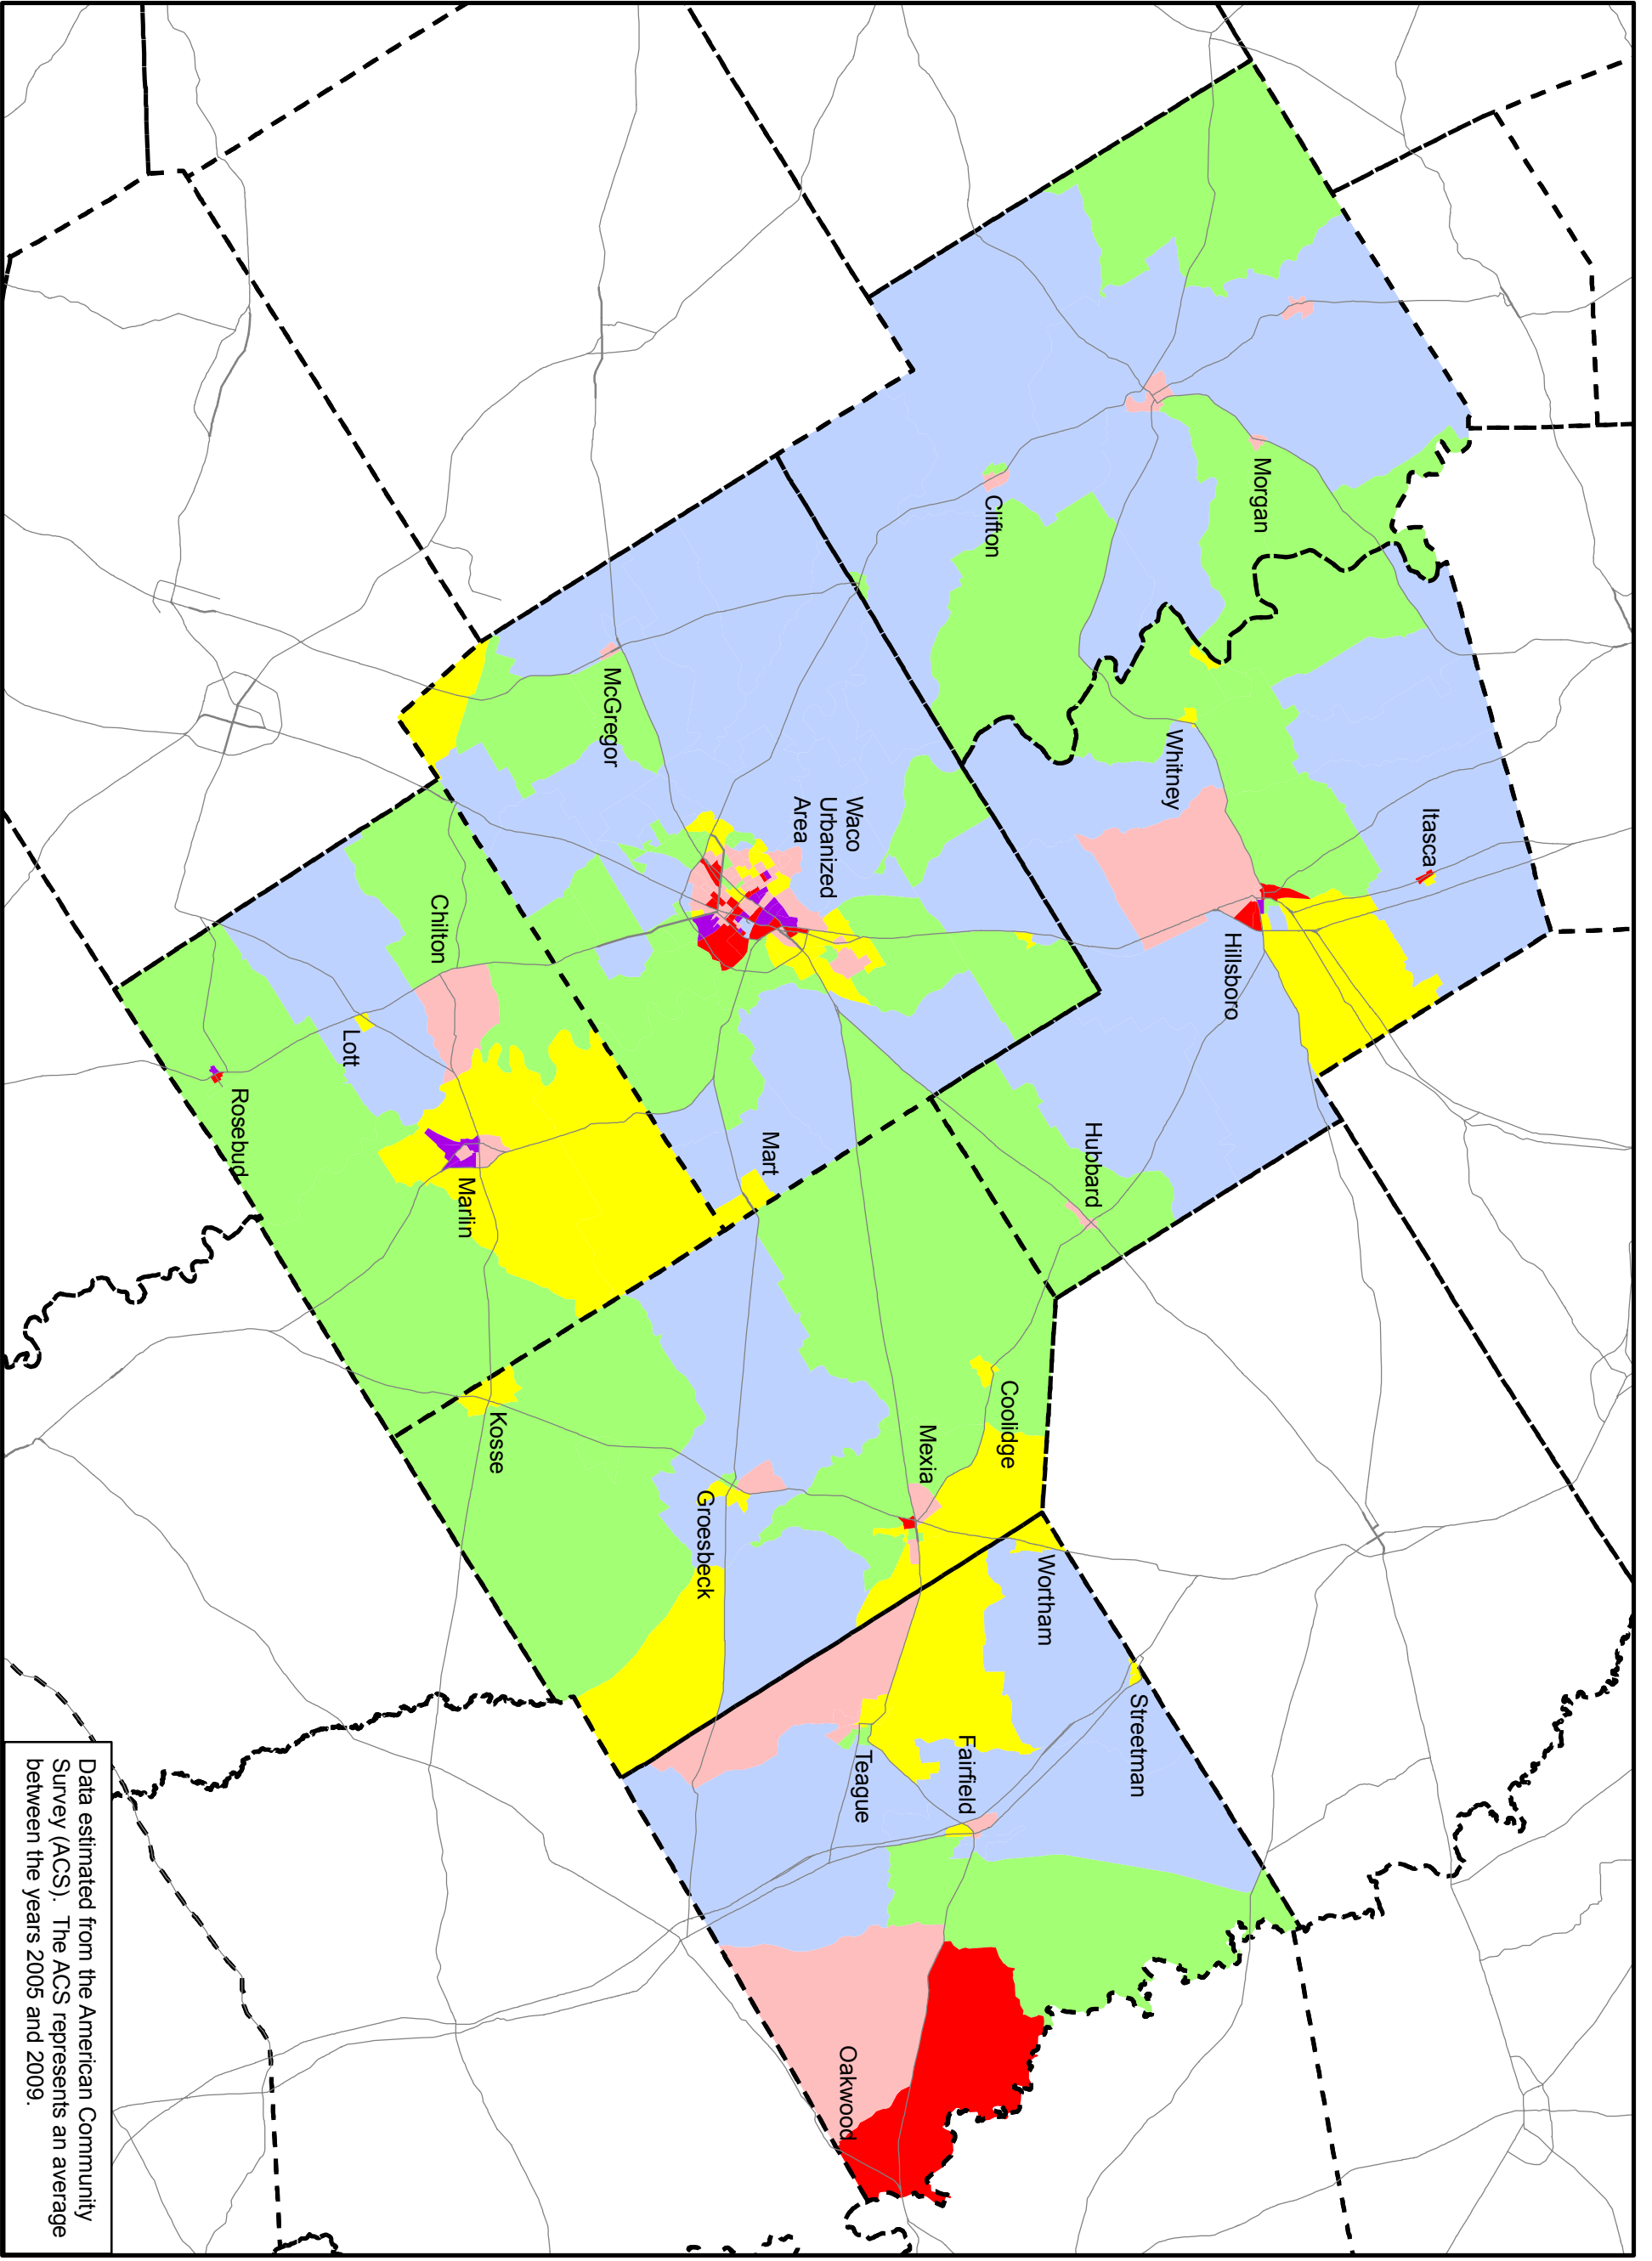 Itasca
Morgan
Whitney
Hillsboro
Hubbard
Clifton
Waco
Urbanized
Area
McGregor
Mart
Coolidge
Mexia
Wortham
Streetman
Fairfield
Teague
Groesbeck
Oakwood
Chilton
Lott
Marlin
Rosebud
Kosse
Data estimated from the American Community
Survey (ACS). The ACS represents an average
between the years 2005 and 2009.